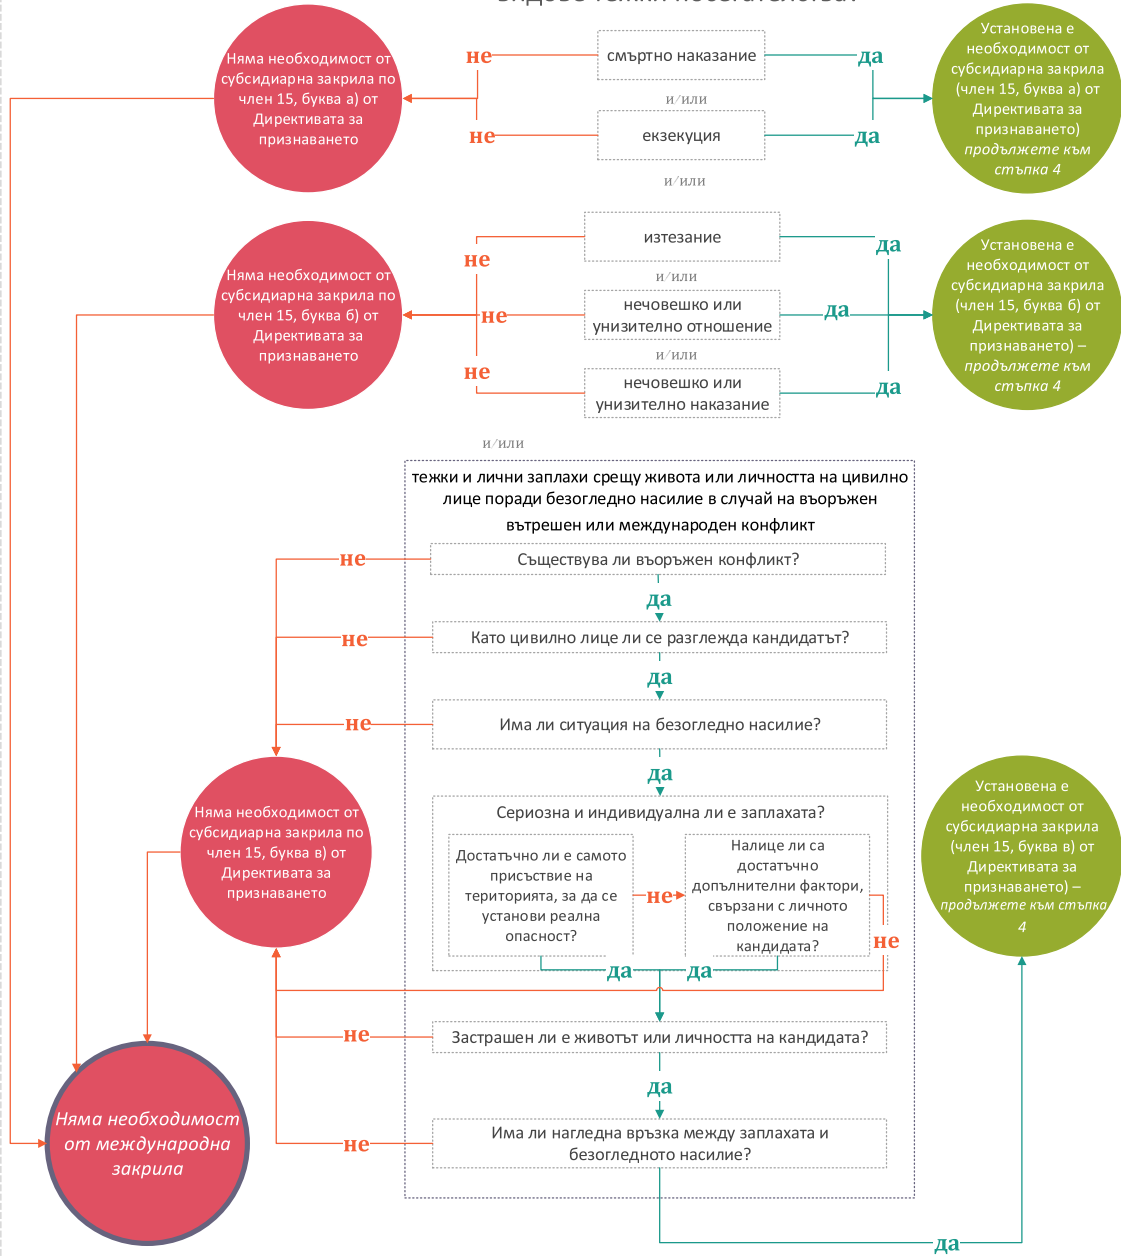 видове тежки посегателства?
Няма необходимост от
субсидиарна закрила по
член 15, буква а) от
Директивата за
признаването
не
смъртно наказание
да
и/или
не
екзекуция
да
Установена е
необходимост от
субсидиарна закрила
(член 15, буква а) от
Директивата за
признаването)
продължете към
стъпка 4
и/или
Няма необходимост от
субсидиарна закрила по
член 15, буква б) от
Директивата за
признаването
не
изтезание
да
и/или
не
нечовешко или
унизително отношение
да
и/или
не
нечовешко или
унизително наказание
да
Установена е
необходимост от
субсидиарна закрила
(член 15, буква б) от
Директивата за
признаването) –
продължете към
стъпка 4
и/или
тежки и лични заплахи срещу живота или личността на цивилно
лице поради безогледно насилие в случай на въоръжен
вътрешен или международен конфликт
не
Съществува ли въоръжен конфликт?
да
не
Като цивилно лице ли се разглежда кандидатът?
да
не
Има ли ситуация на безогледно насилие?
да
Няма необходимост от
субсидиарна закрила по
член 15, буква в) от
Директивата за
признаването
Сериозна и индивидуална ли е заплахата?
Достатъчно ли е самото
присъствие на
територията, за да се
установи реална
опасност?
не
Налице ли са
достатъчно
допълнителни фактори,
свързани с личното
положение на
кандидата?
не
да
да
Установена е
необходимост от
субсидиарна закрила
(член 15, буква в) от
Директивата за
признаването) –
продължете към стъпка
4
не
Застрашен ли е животът или личността на кандидата?
да
не
Има ли нагледна връзка между заплахата и
безогледното насилие?
да
Няма необходимост
от международна
закрила